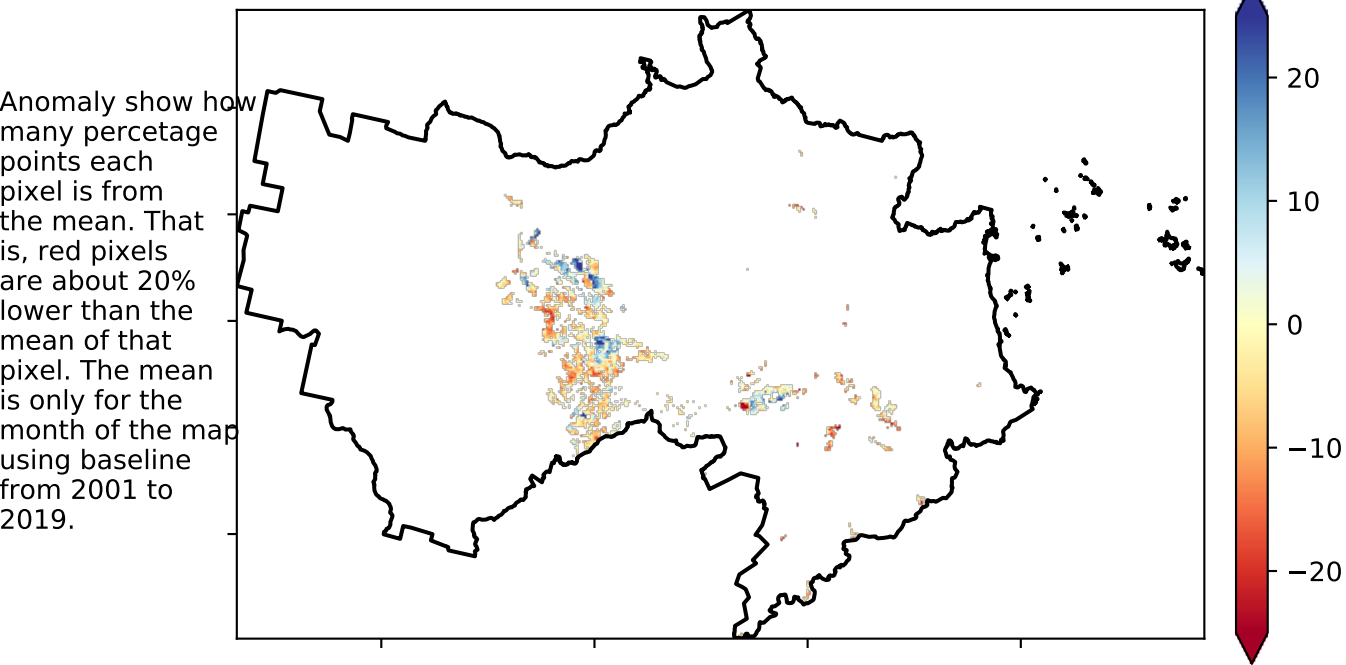 Anomaly show how
many percetage
points each
pixel is from
the mean. That
is, red pixels
are about 20%
lower than the
mean of that
pixel. The mean
is only for the
month of the map
using baseline
from 2001 to
2019.
20
10
0
−10
−20